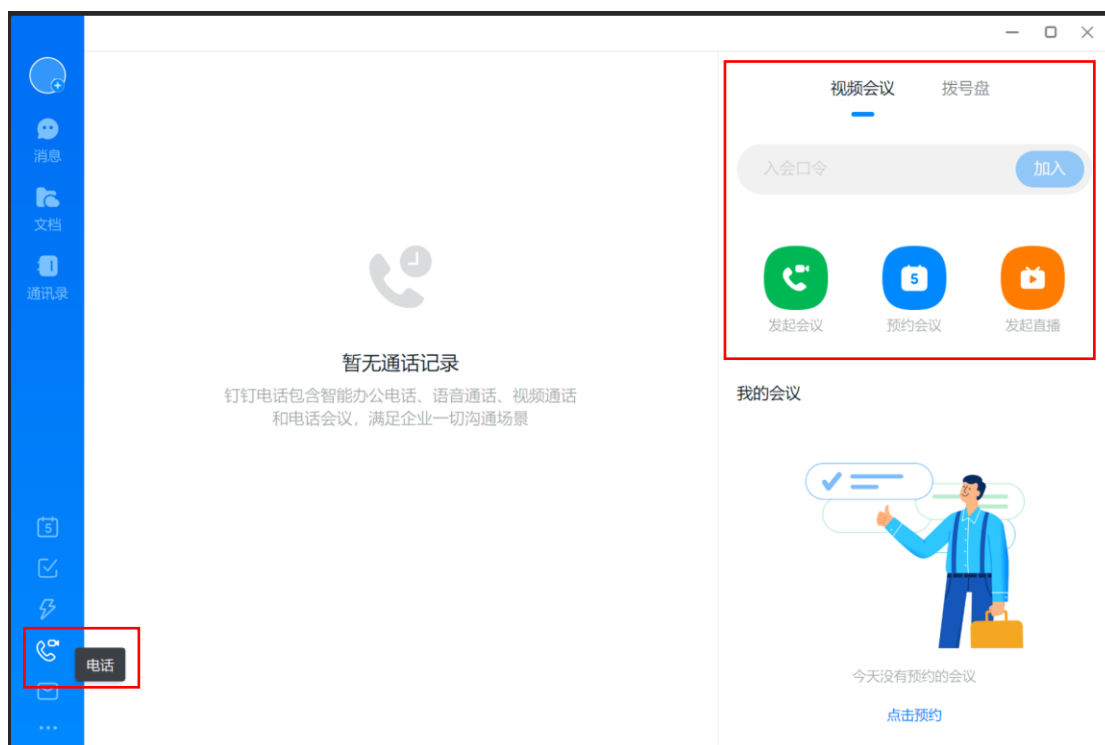 消息
文档
通讯录
5
电话
暂无通话记录
钉钉电话包含智能办公电话、语音通话、视频通话
和电话会议，满足企业一切沟通场景
视频会议 拨号盘
入会口令 加入
5
发起会议 预约会议 发起直播
我的会议
今天没有预约的会议
点击预约